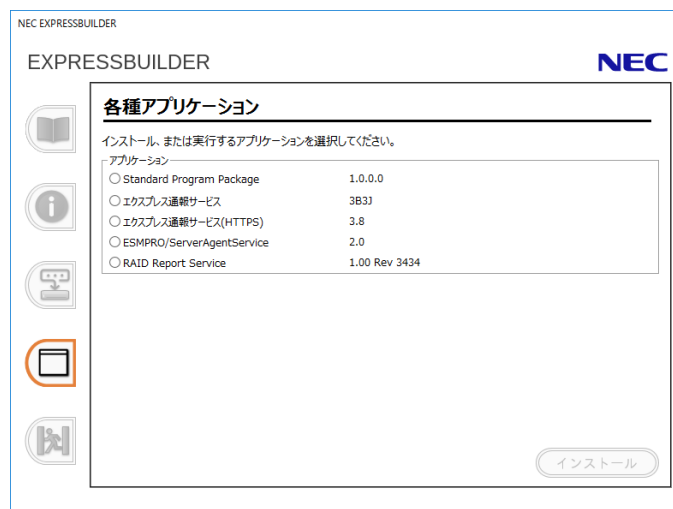 NEC EXPRESSBUILDER
EXPRESSBUILDER
NEC
各種アプリケーション
インストール、または実行するアプリケーションを選択してください。
アプリケーション
Standard Program Package 1.0.0.0
エクスプレス通報サービス 3B3J
エクスプレス通報サービス(HTTPS) 3.8
ESMPRO/ServerAgentService 2.0
RAID Report Service 1.00 Rev 3434
インストール